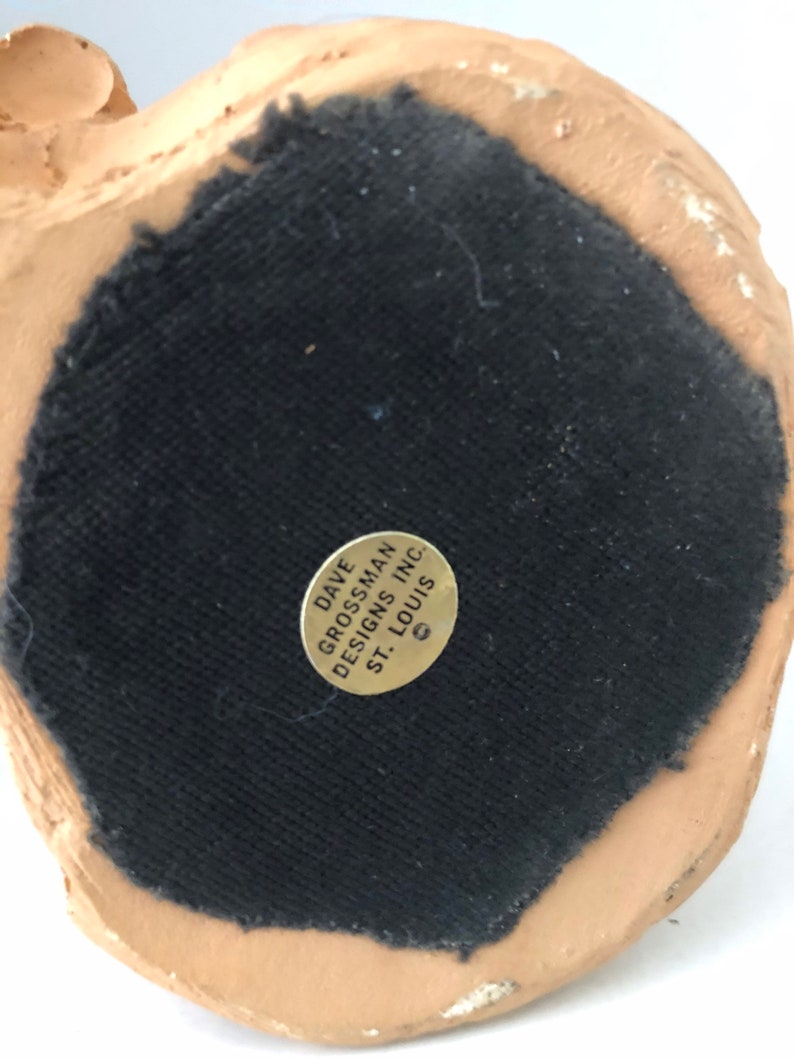 DAVE
GROSSMAN
DESIGNS INC.
ST. LOUIS
©